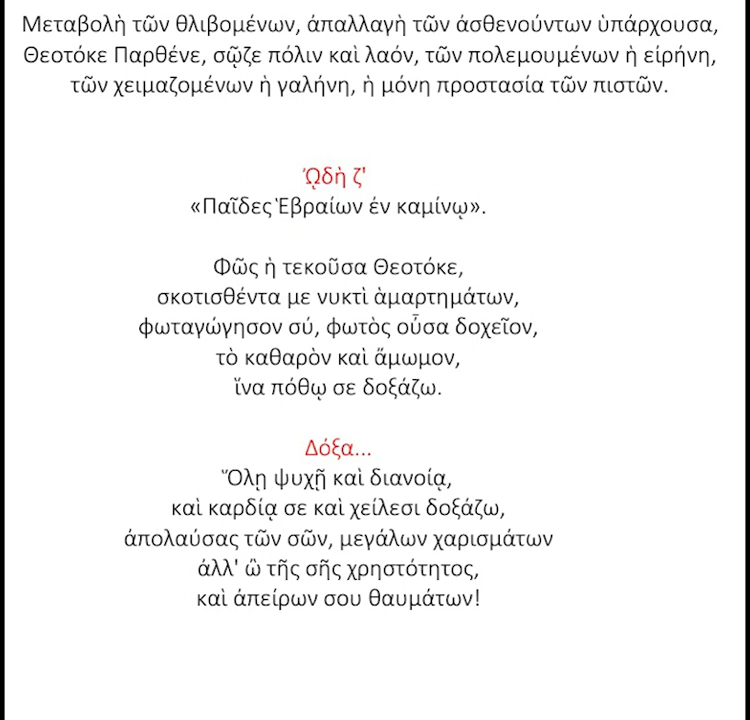 Μεταβολὴ τῶν θλιβομένων, ἀπαλλαγὴ τῶν ἀσθενούντων ὑπάρχουσα,
Θεοτόκε Παρθένε, σῷζε πόλιν καὶ λαόν, τῶν πολεμουμένων ἡ εἰρήνη,
τῶν χειμαζομένων ἡ γαλήνη, ἡ μόνη προστασία τῶν πιστῶν.
ᾨδὴ ζ'
«Παῖδες Ἑβραίων ἐν καμίνῳ».
Φῶς ἡ τεκοῦσα Θεοτόκε,
σκοτισθέντα με νυκτὶ ἁμαρτημάτων,
φωταγώγησον σύ, φωτὸς οὖσα δοχεῖον,
τὸ καθαρὸν καὶ ἄμωμον,
ἵνα πόθῳ σε δοξάζω.
Δόξα...
Ὅλῃ ψυχῇ καὶ διανοίᾳ,
καὶ καρδίᾳ σε καὶ χείλεσι δοξάζω,
ἀπολαύσας τῶν σῶν, μεγάλων χαρισμάτων
ἀλλ' ὢ τῆς σῆς χρηστότητος,
καὶ ἀπείρων σου θαυμάτων!